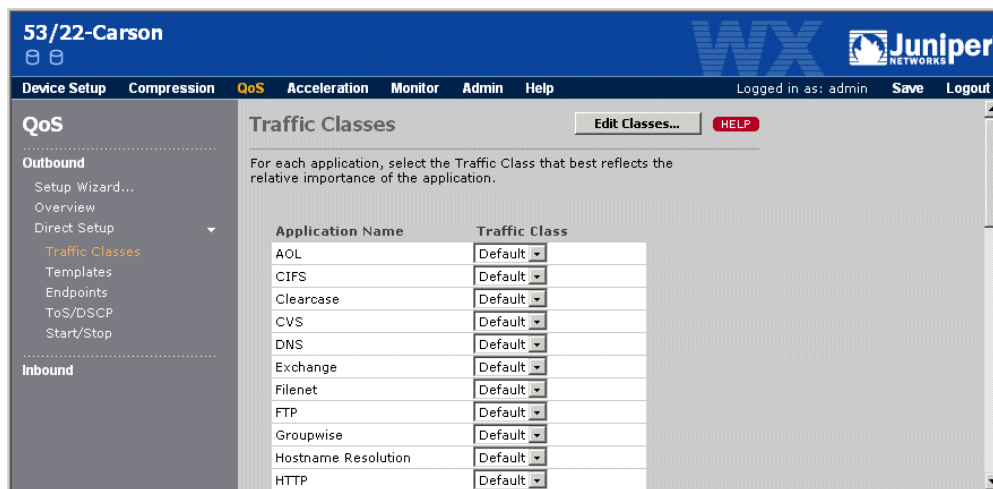 53/22-Carson
WX
Juniper
NETWORKS
Device Setup Compression QoS Acceleration Monitor Admin Help Logged in as: admin Save Logout
QoS
Outbound
Setup Wizard...
Overview
Direct Setup
Traffic Classes
Templates
Endpoints
ToS/DSCP
Start/Stop
Inbound
Traffic Classes Edit Classes... HELP
For each application, select the Traffic Class that best reflects the
relative importance of the application.
Application Name Traffic Class
AOL Default
CIFS Default
Clearcase Default
CVS Default
DNS Default
Exchange Default
Filenet Default
FTP Default
Groupwise Default
Hostname Resolution Default
HTTP Default